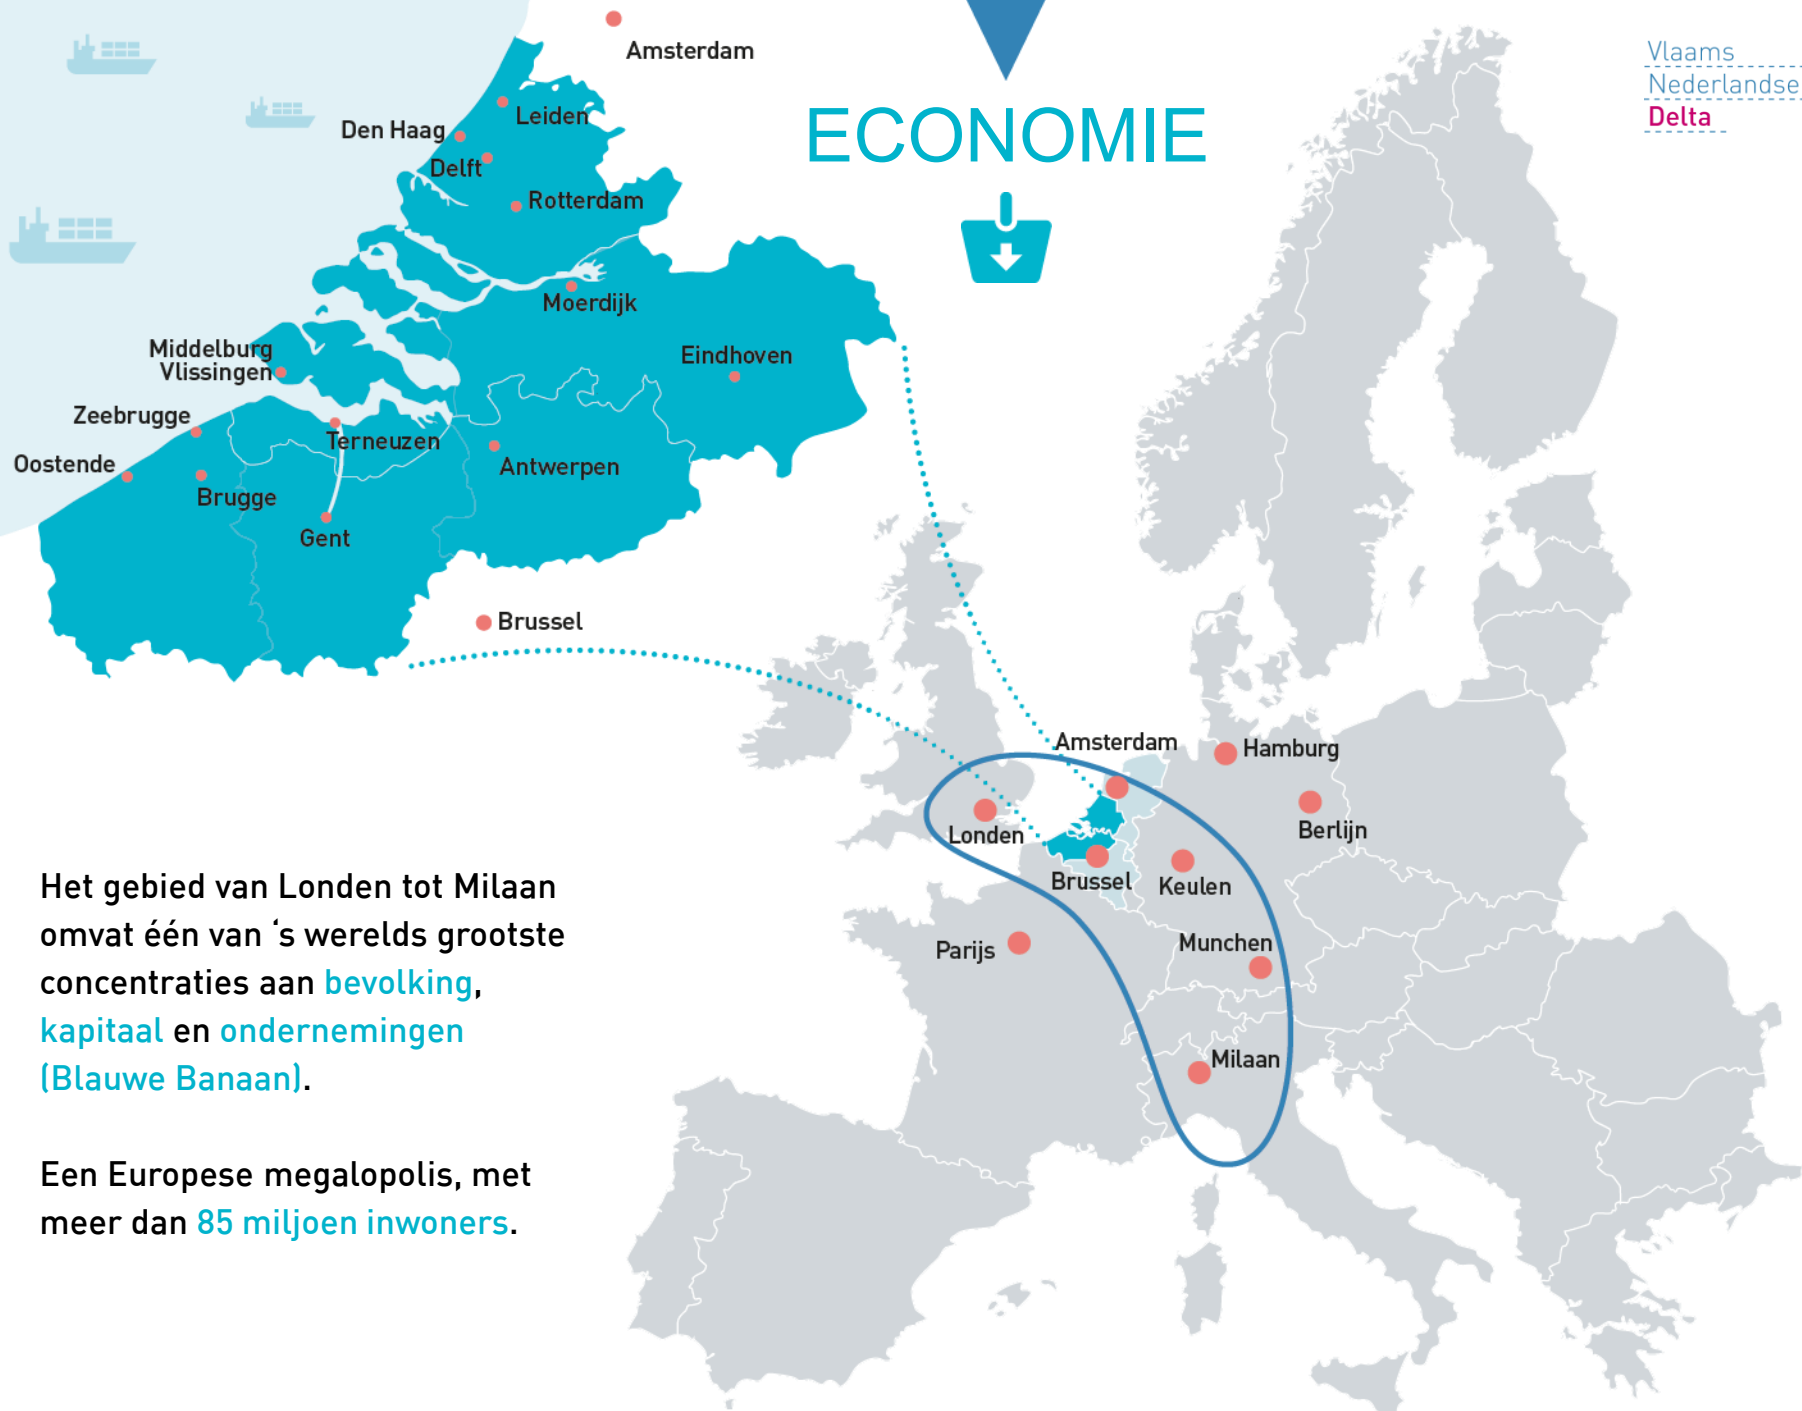 Amsterdam
Leiden
Den Haag
Delft
Rotterdam
Moerdijk
Middelburg
Vlissingen
Eindhoven
Zeebrugge
Terneuzen
Oostende
Antwerpen
Brugge
Gent
Brussel
ECONOMIE
Vlaams
Nederlandse
Delta
Amsterdam
Hamburg
Londen
Berlijn
Brussel
Keulen
Parijs
Munchen
Milaan
Het gebied van Londen tot Milaan
omvat één van ‘s werelds grootste
concentraties aan bevolking,
kapitaal en ondernemingen
(Blauwe Banaan).
Een Europese megalopolis, met
meer dan 85 miljoen inwoners.